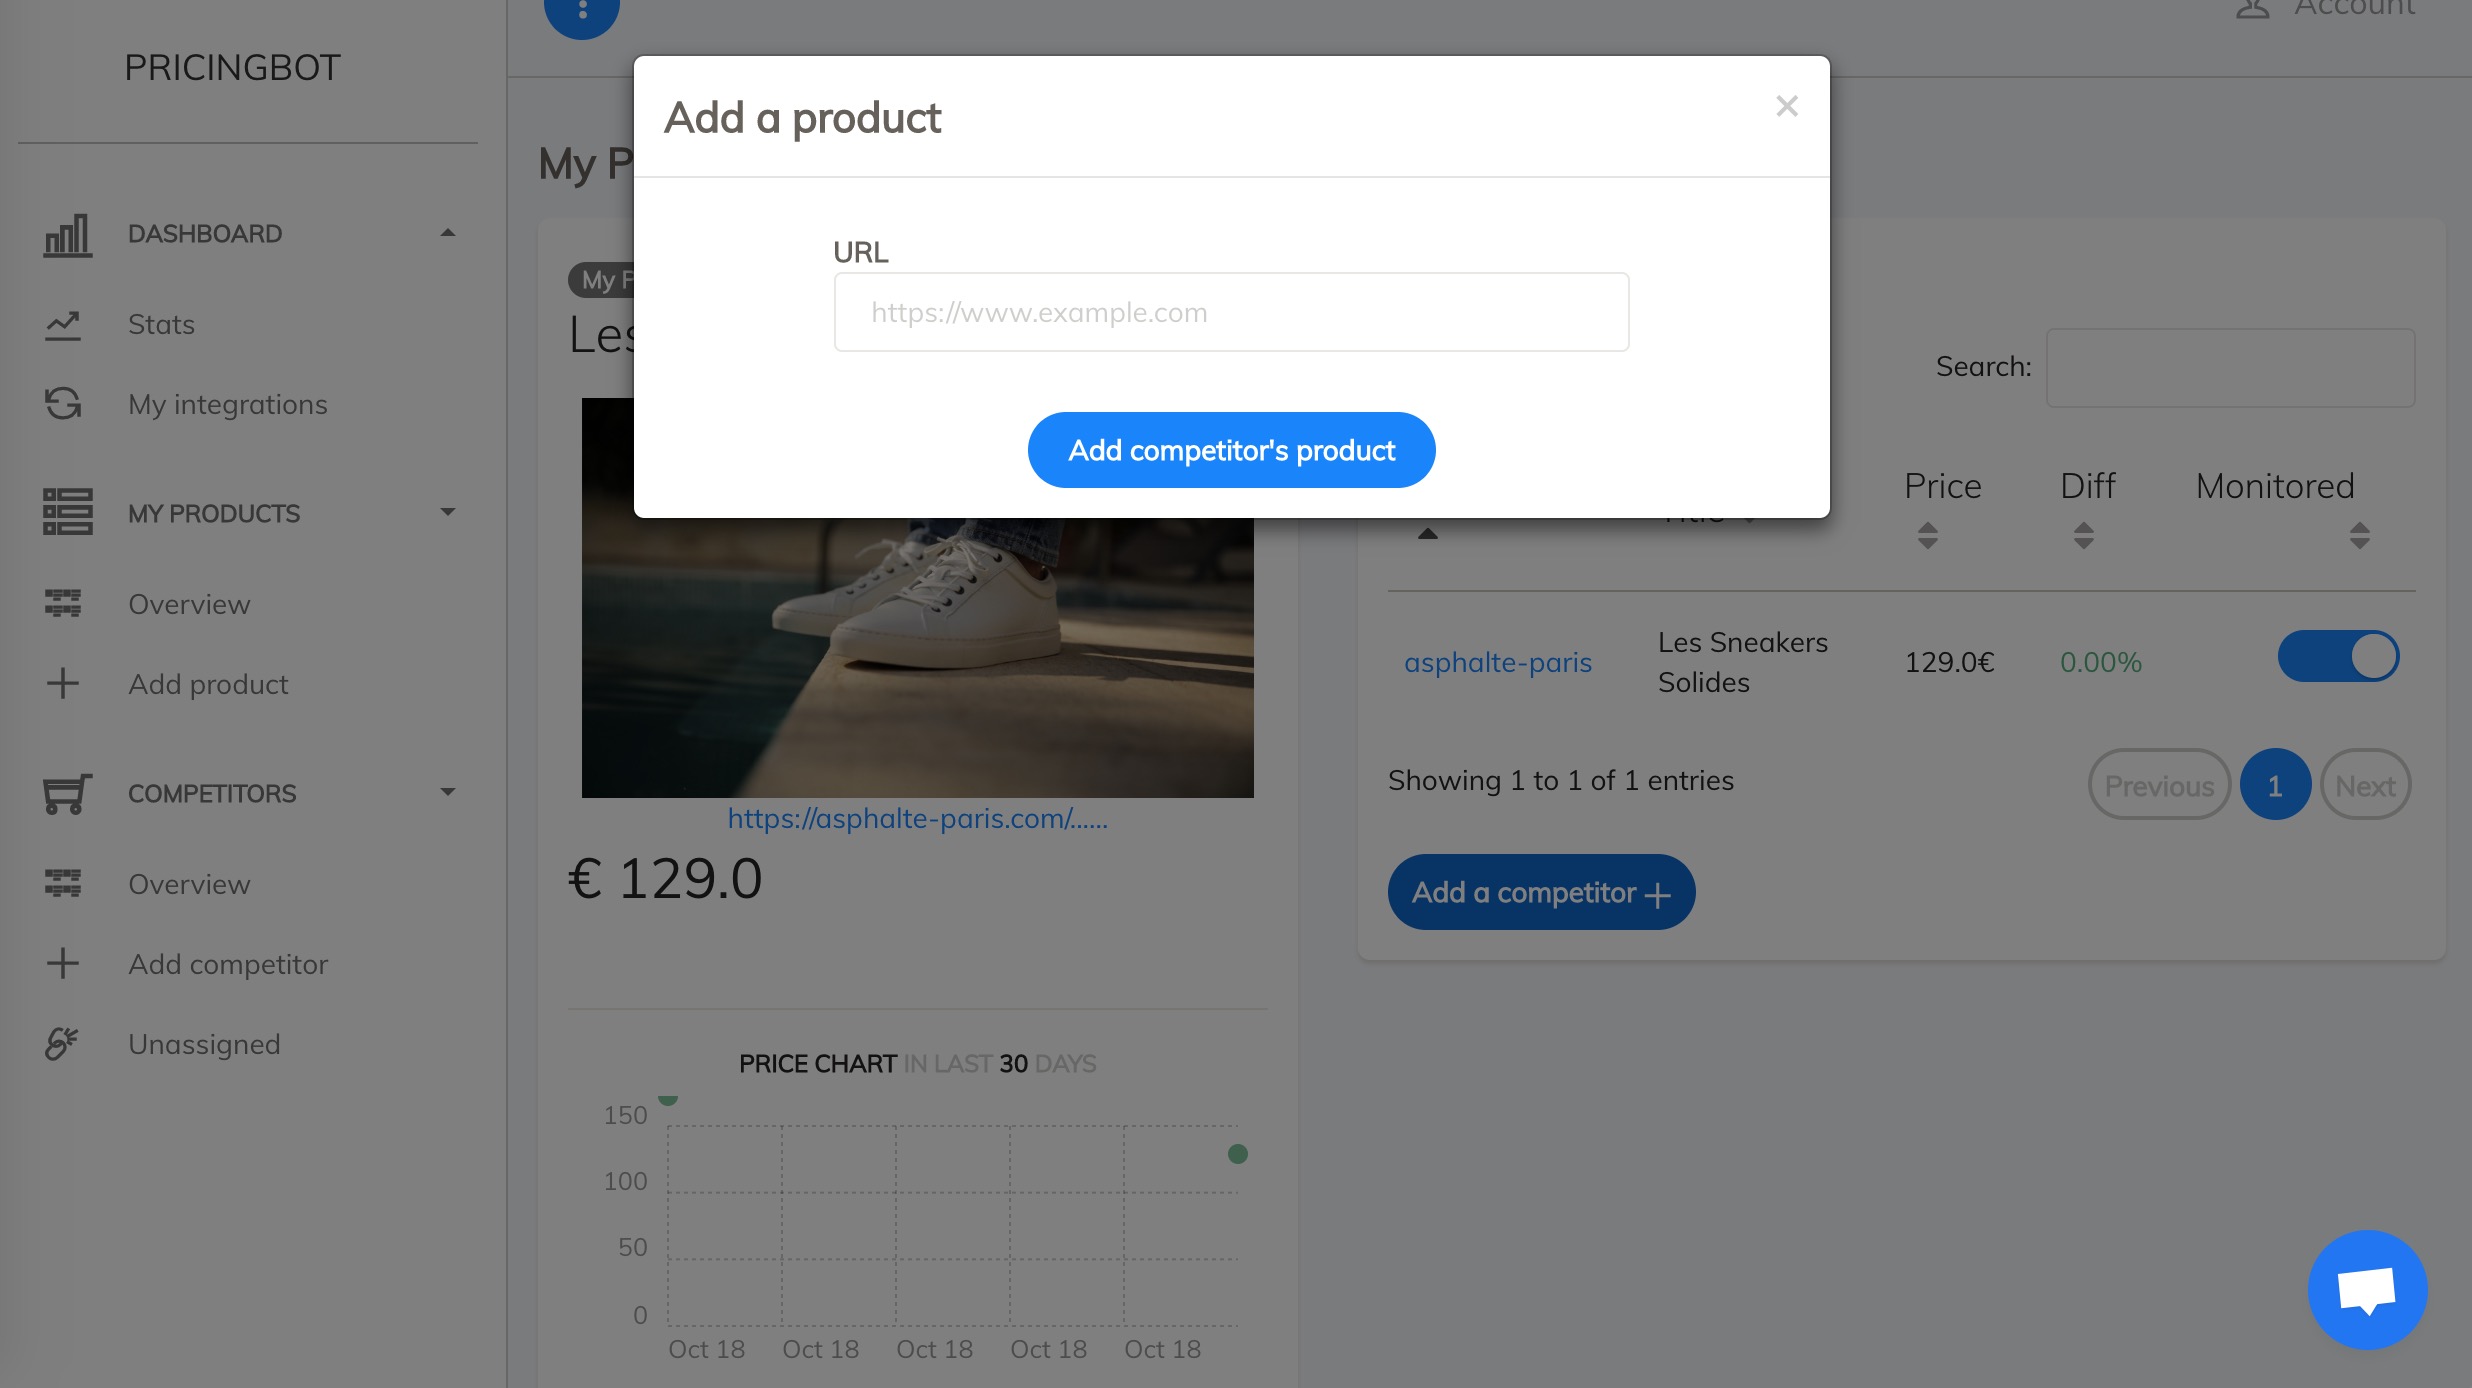 PRICINGBOT
DASHBOARD
Stats
My integrations
MY PRODUCTS
Overview
Add product
COMPETITORS
Overview
Add competitor
Unassigned
Account
Add a product
×
URL
https://www.example.com
Add competitor's product
My P
My P
Les
https://asphalte-paris.com/......
€ 129.0
PRICE CHART IN LAST 30 DAYS
150
100
50
0
Oct 18 Oct 18 Oct 18 Oct 18 Oct 18
Search:
Title Price Diff Monitored
asphalte-paris Les Sneakers Solides 129.0€ 0.00%
Showing 1 to 1 of 1 entries
Previous 1 Next
Add a competitor +